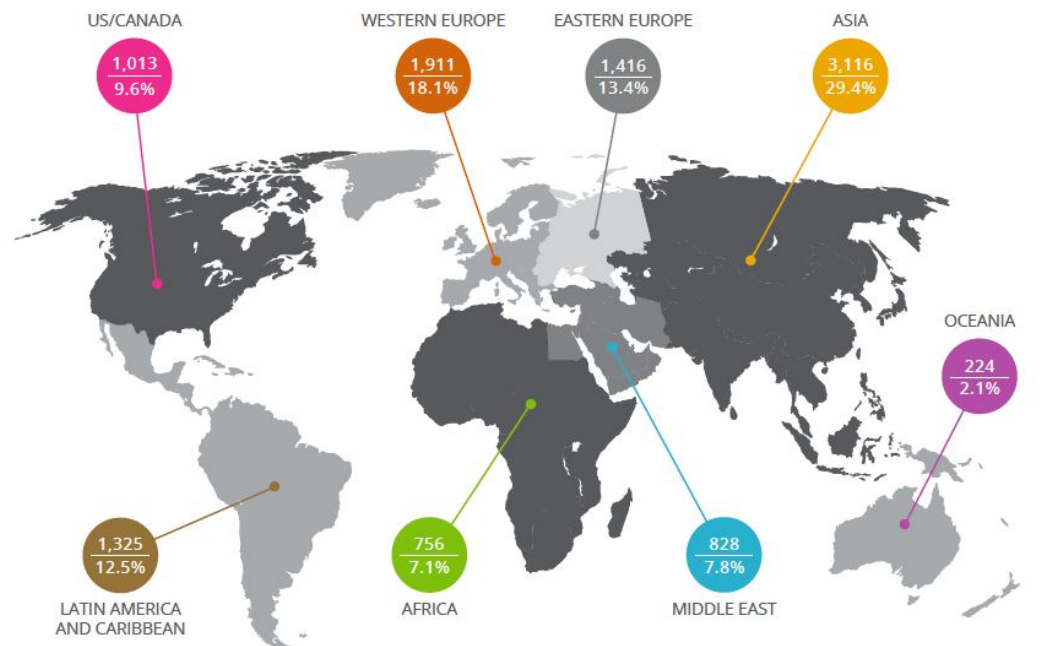 US/CANADA
1,013
9.6%
WESTERN EUROPE
1,911
18.1%
EASTERN EUROPE
1,416
13.4%
ASIA
3,116
29.4%
OCEANIA
224
2.1%
1,325
12.5%
LATIN AMERICA
AND CARIBBEAN
756
7.1%
AFRICA
828
7.8%
MIDDLE EAST